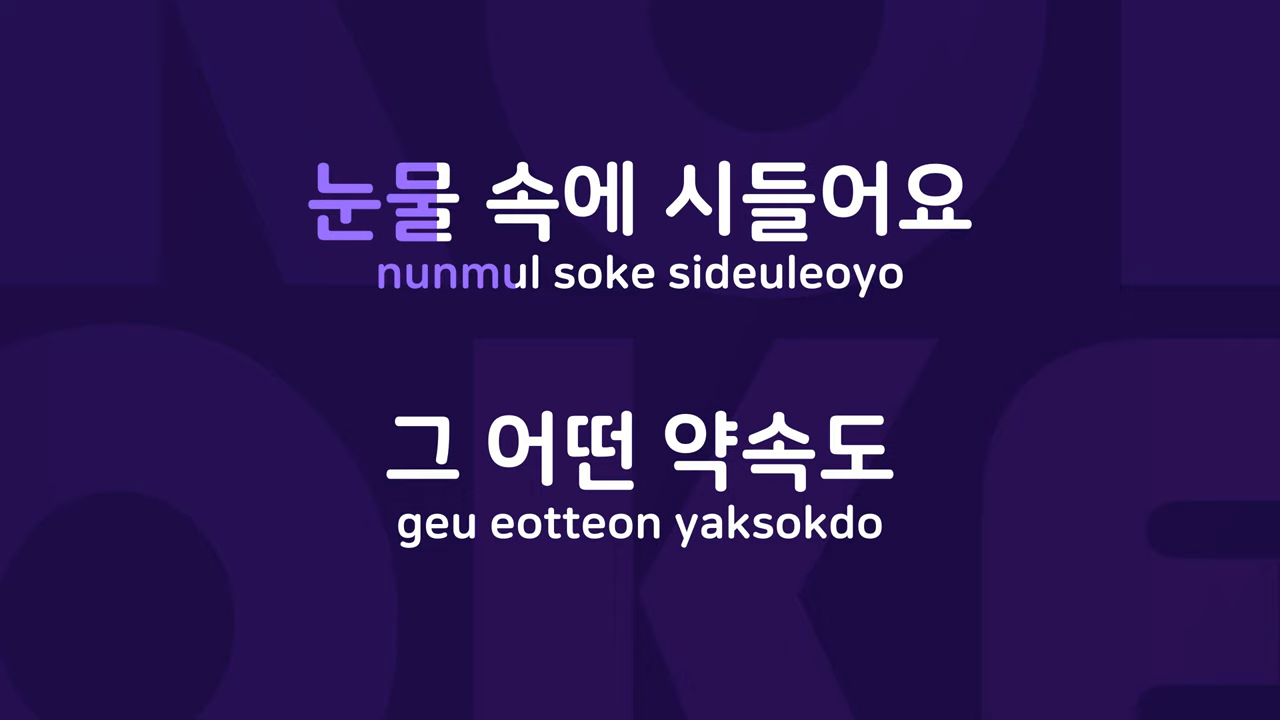 눈물 속에 시들어요
nunmul soke sideuleoyo
그 어떤 약속도
geu eotteon yaksokdo